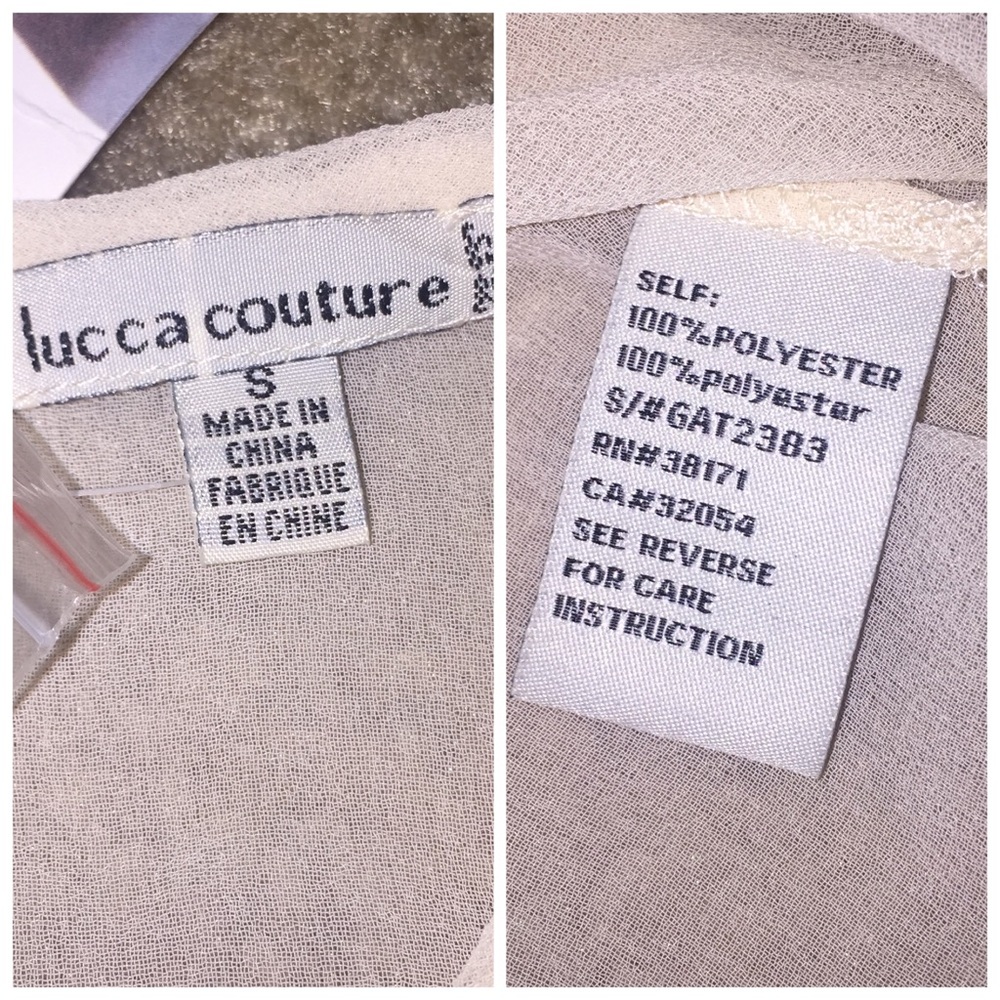 lucca couture
S
MADE IN
CHINA
FABRIQUE
EN CHINE
SELF:
100%POLYESTER
100%polyester
S/#GAT2383
RN#38171
CA#32054
SEE REVERSE
FOR CARE
INSTRUCTION